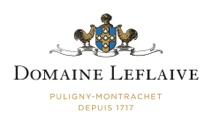 DOMAINE LEFLAIVE
PULIGNY-MONTRACHET
DEPUIS 1717